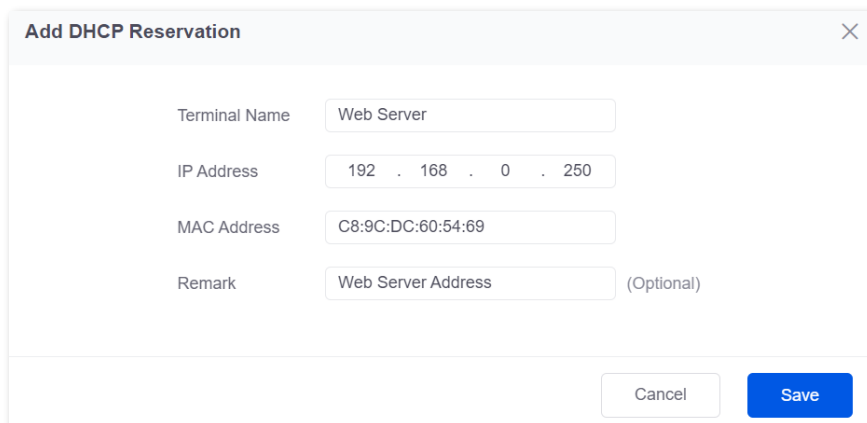 Add DHCP Reservation
Terminal Name Web Server
IP Address 192 . 168 . 0 . 250
MAC Address C8:9C:DC:60:54:69
Remark Web Server Address (Optional)
Cancel Save